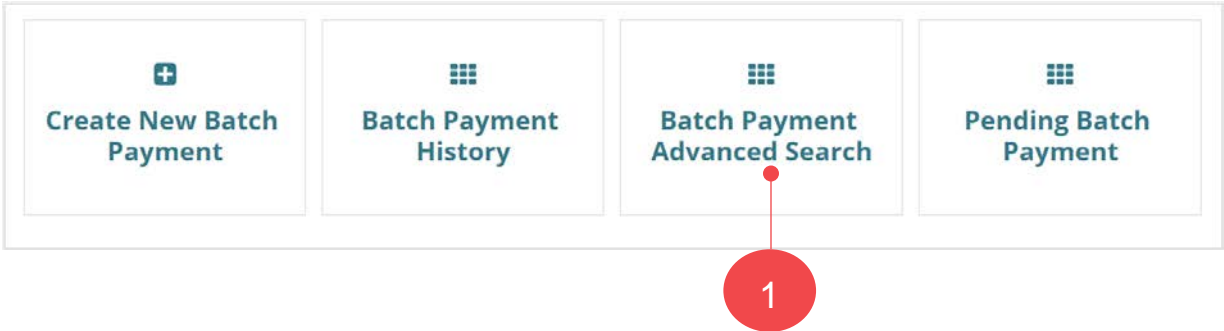 Create New Batch
Payment
Batch Payment
History
Batch Payment
Advanced Search
Pending Batch
Payment
1